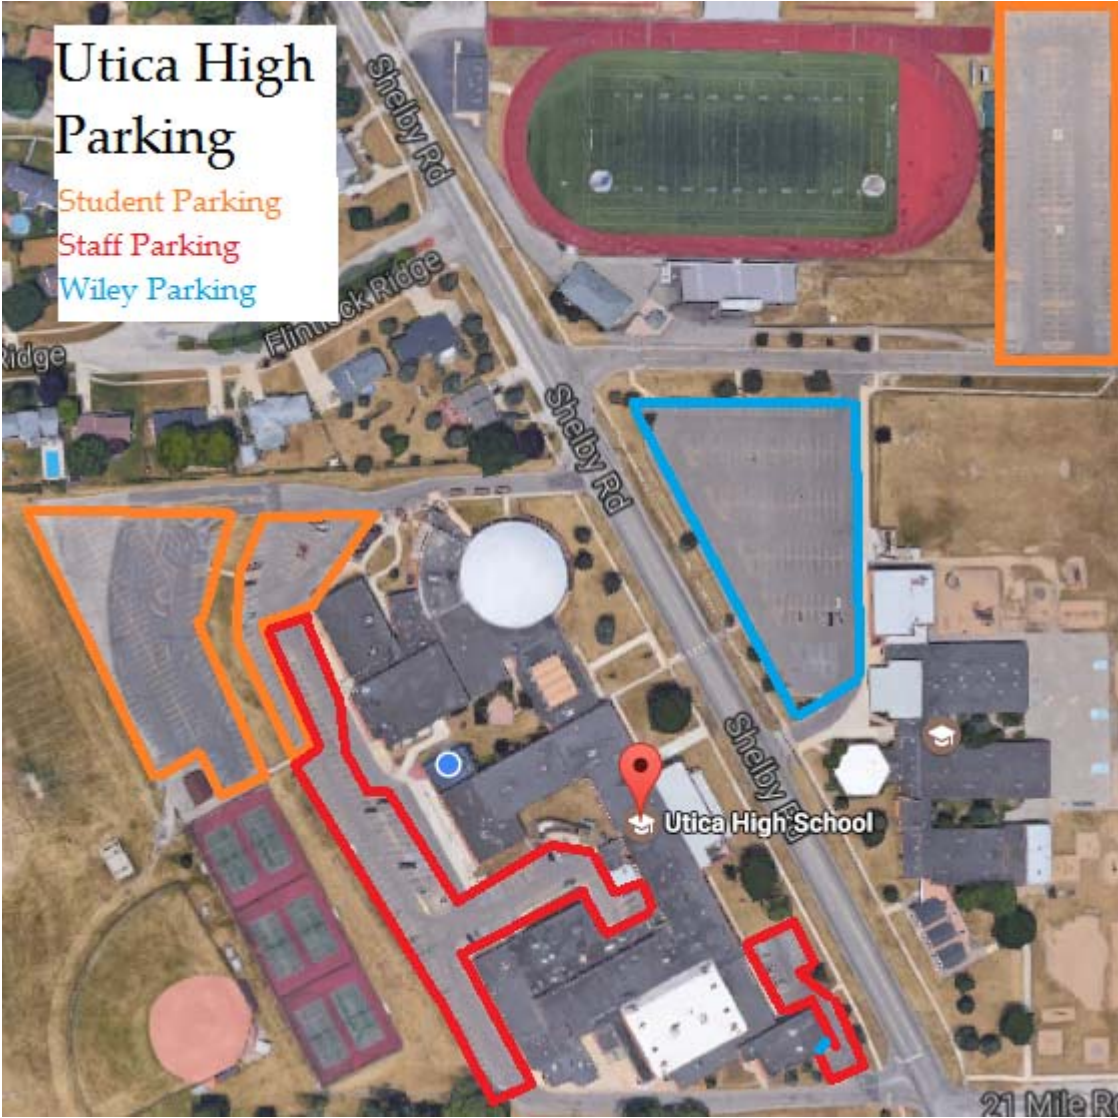 Utica High
Parking
Student Parking
Staff Parking
Wiley Parking
Shelby Rd
Flintlock Ridge
Ridge
Shelby Rd
Shelby Rd
Utica High School
21 Mile R